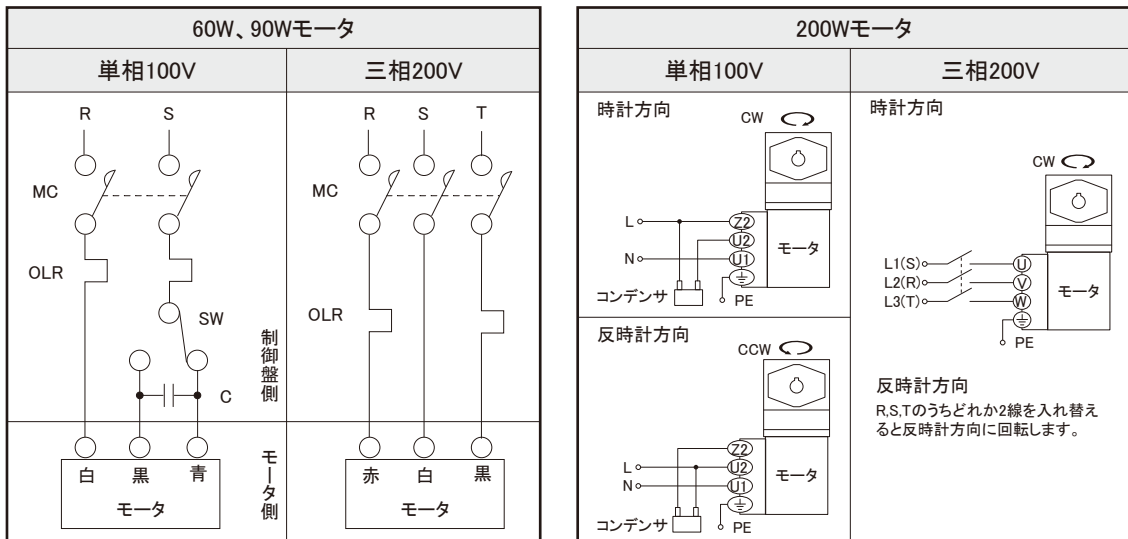 60W、90Wモータ
単相100V
三相200V
R
S
MC
OLR
SW
C
制御盤側
白
黒
青
モータ
モータ側
R
S
T
MC
OLR
赤
白
黒
モータ
200Wモータ
単相100V
三相200V
時計方向
CW
L
N
Z2
U2
U1
モータ
コンデンサ
PE
反時計方向
CCW
L
N
Z2
U2
U1
モータ
コンデンサ
PE
時計方向
CW
L1(S)
L2(R)
L3(T)
U
V
W
モータ
PE
反時計方向
R,S,Tのうちどれか2線を入れ替え
ると反時計方向に回転します。